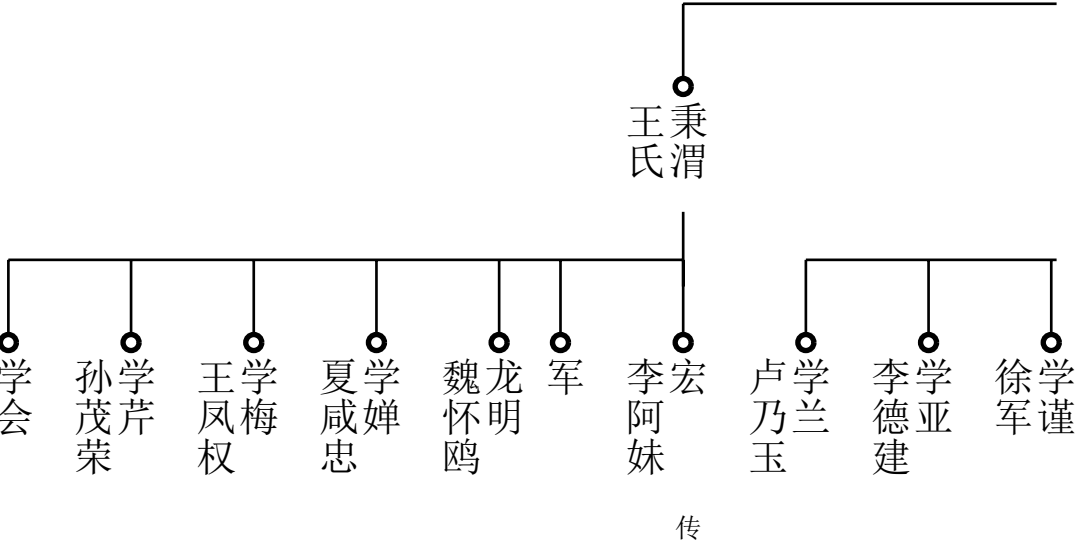 秉渭
王氏
学谨
徐军
学亚
李德建
学兰
卢乃玉
宏
李阿妹
军
龙明
魏怀鸥
学婵
夏咸忠
学梅
王凤权
学芹
孙茂荣
学会
传